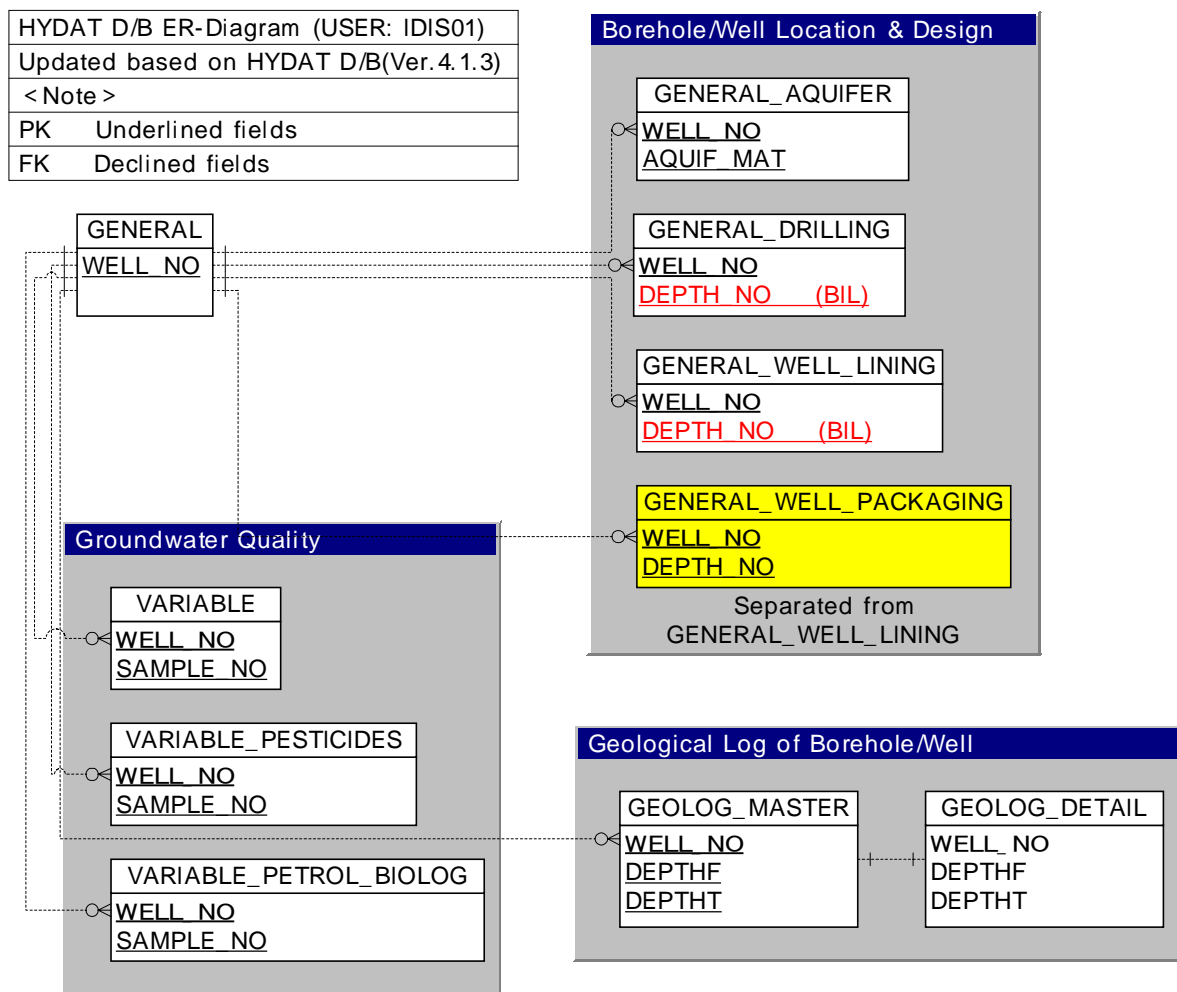 HYDAT D/B ER-Diagram (USER: IDIS01)
Updated based on HYDAT D/B(Ver.4.1.3)
<Note>
PK Underlined fields
FK Declined fields
GENERAL
WELL_NO
Borehole/Well Location & Design
GENERAL_AQUIFER
WELL_NO
AQUIF_MAT
GENERAL_DRILLING
WELL_NO
DEPTH_NO (BIL)
GENERAL_WELL_LINING
WELL_NO
DEPTH_NO (BIL)
GENERAL_WELL_PACKAGING
WELL_NO
DEPTH_NO
Separated from
GENERAL_WELL_LINING
Groundwater Quality
VARIABLE
WELL_NO
SAMPLE_NO
VARIABLE_PESTICIDES
WELL_NO
SAMPLE_NO
VARIABLE_PETROL_BIOLOG
WELL_NO
SAMPLE_NO
Geological Log of Borehole/Well
GEOLOG_MASTER
WELL_NO
DEPTHF
DEPTHT
GEOLOG_DETAIL
WELL_NO
DEPTHF
DEPTHT